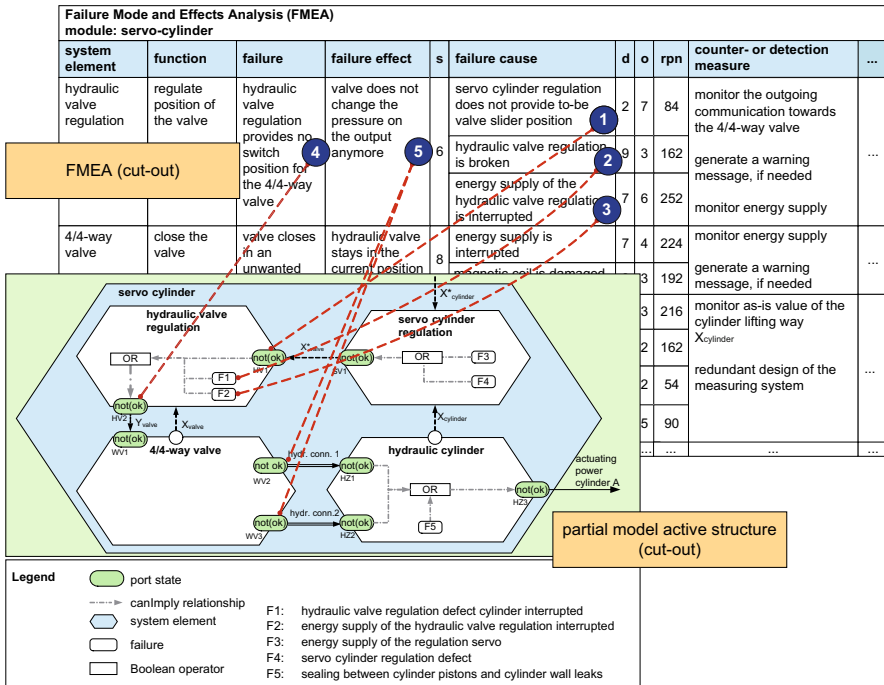 Failure Mode and Effects Analysis (FMEA)
module: servo-cylinder
system element
function
failure
failure effect
s
failure cause
d
o
rpn
counter- or detection measure
...
hydraulic
valve
regulation
regulate
position of
the valve
hydraulic
valve
regulation
provides no
switch
position for
the 4/4-way
valve
valve does not
change the
pressure on
the output
anymore
6
servo cylinder regulation
does not provide to-be
valve slider position
2 7 84
hydraulic valve regulation
is broken
9 3 162
energy supply of the
hydraulic valve regulation
is interrupted
7 6 252
monitor the outgoing
communication towards
the 4/4-way valve
generate a warning
message, if needed
monitor energy supply
...
1
2
3
4
5
FMEA (cut-out)
4/4-way
valve
close the
valve
valve closes
in an
unwanted
hydraulic valve
stays in the
current position
8
energy supply is
interrupted
7 4 224
magnetic coil is damaged
3 192
monitor energy supply
generate a warning
message, if needed
...
3 216
2 162
2 54
5 90
monitor as-is value of the
cylinder lifting way
Xcylinder
redundant design of the
measuring system
...
... ... ... ...
servo cylinder
X*cylinder
hydraulic valve
regulation
servo cylinder
regulation
OR
F1
F2
not(ok)
HV1
X*valve
not(ok)
SV1
OR
F3
F4
not(ok)
HV2
Yvalve
Xvalve
Xcylinder
not(ok)
WV1
4/4-way valve
hydraulic cylinder
not ok)
WV2
hydr. conn. 1
not(ok)
HZ1
OR
F5
not(ok)
HZ3
actuating
power
cylinder A
not(ok)
WV3
hydr. conn.2
not(ok)
HZ2
partial model active structure
(cut-out)
Legend
port state
canImply relationship
system element
failure
Boolean operator
F1: hydraulic valve regulation defect cylinder interrupted
F2: energy supply of the hydraulic valve regulation interrupted
F3: energy supply of the regulation servo
F4: servo cylinder regulation defect
F5: sealing between cylinder pistons and cylinder wall leaks